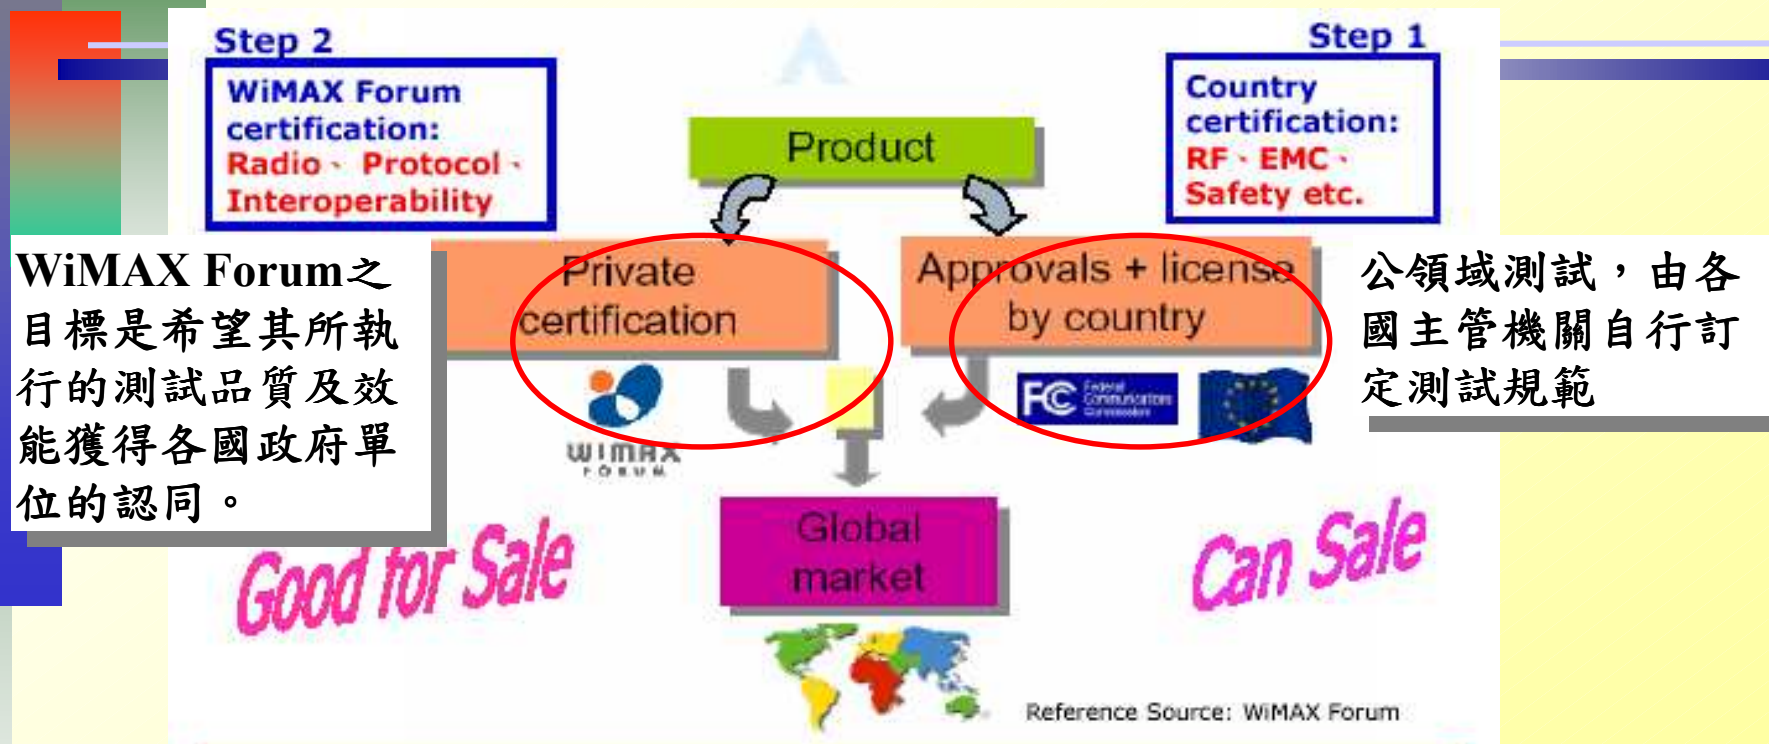 Step 2
WiMAX Forum
certification:
Radio、Protocol、
Interoperability
Step 1
Country
certification:
RF、EMC、
Safety etc.
Product
Private
certification
Approvals + license
by country
WiMAX Forum之
目標是希望其所執
行的測試品質及效
能獲得各國政府單
位的認同。
公領域測試，由各
國主管機關自行訂
定測試規範
WiMAX
FORUM
FC Federal
Communications
Commission
Global
market
Good for Sale
Can Sale
Reference Source: WiMAX Forum